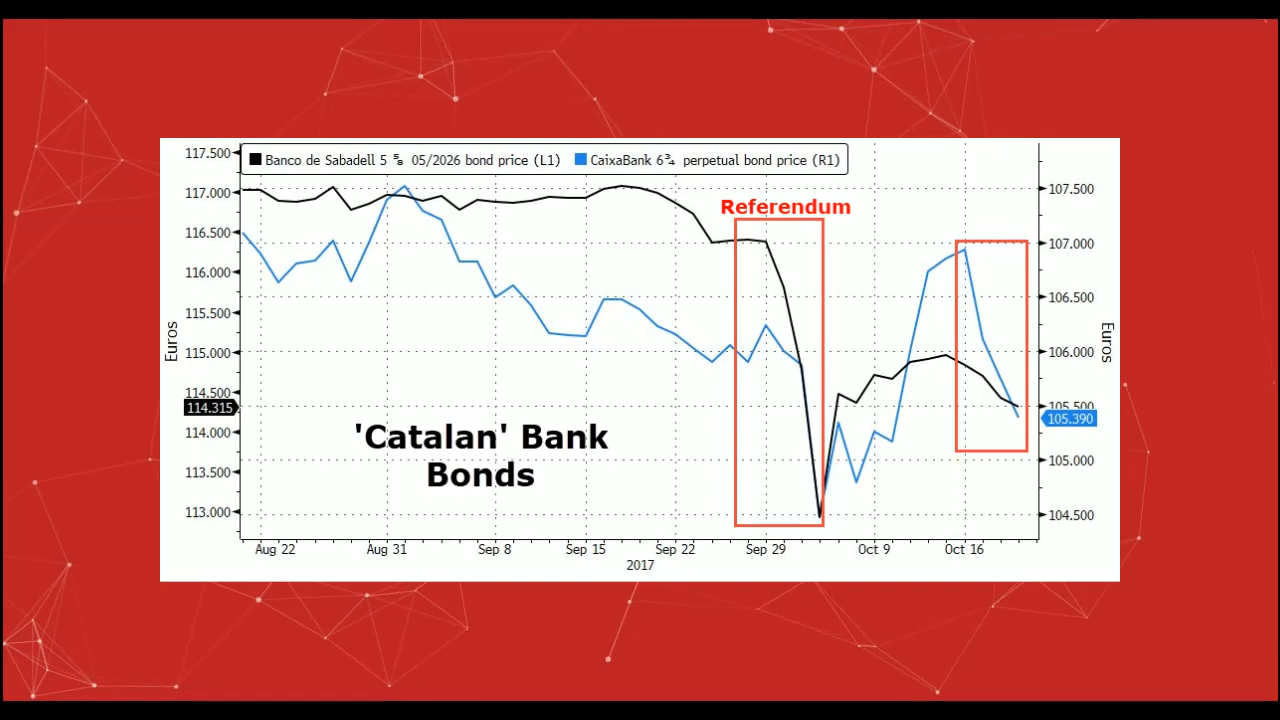 Banco de Sabadell 5 ⅝ 05/2026 bond price (L1) CaixaBank 6¾ perpetual bond price (R1)
Referendum
'Catalan' Bank
Bonds
Euros
117.500
117.000
116.500
116.000
115.500
115.000
114.500
114.315
114.000
113.500
113.000
107.500
107.000
106.500
106.000
105.500
105.390
105.000
104.500
Euros
Aug 22 Aug 31 Sep 8 Sep 15 Sep 22 Sep 29 Oct 9 Oct 16
2017